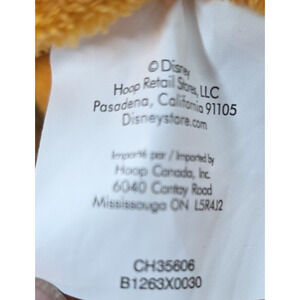 © Disney
Hoop Retail Stores, LLC
Pasadena, California 91105
Disneystore.com
Importé par / Imported by
Hoop Canada, Inc.
6040 Cantay Road
Mississauga ON L5R4J2
CH35606
B1263X0030